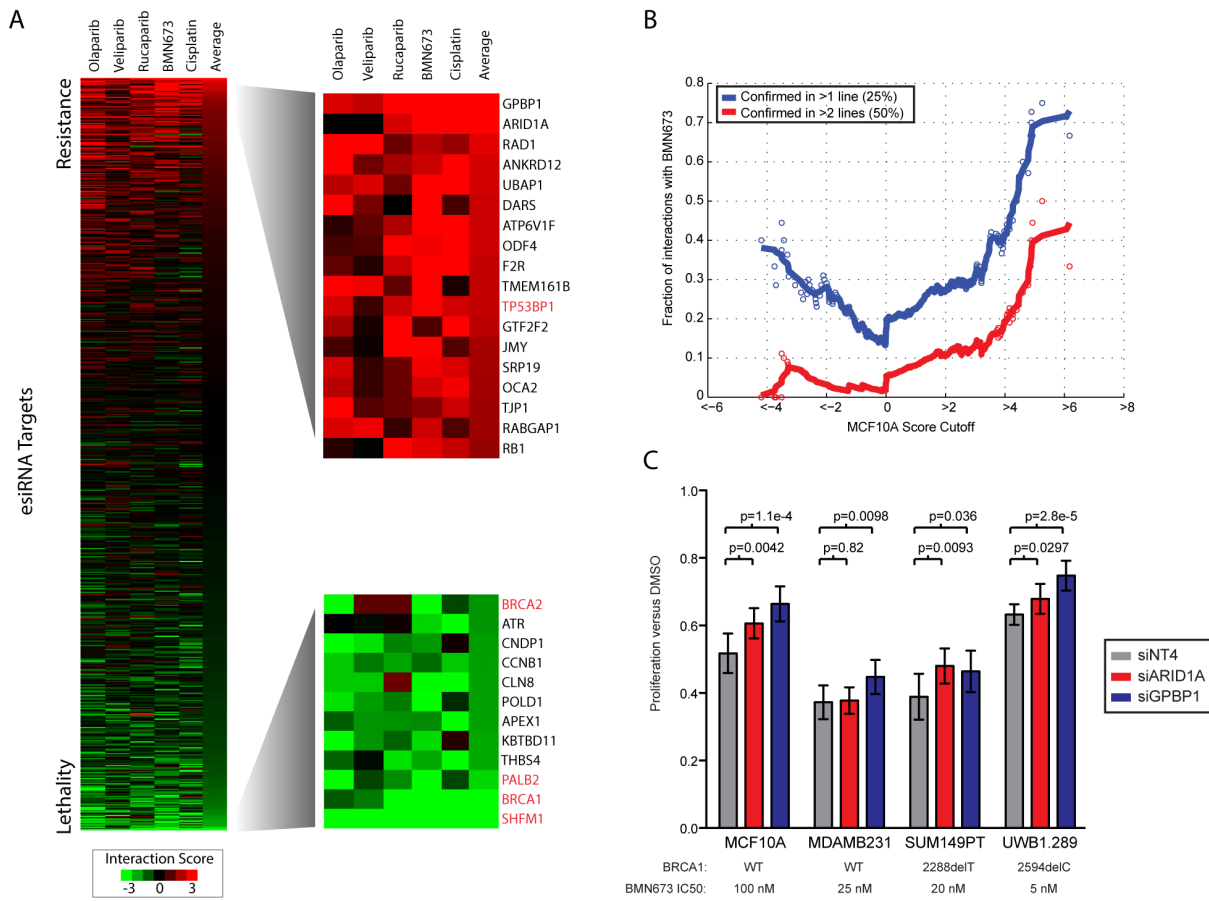 A
Olaparib
Veliparib
Rucaparib
BMN673
Cisplatin
Average
Resistance
esiRNA Targets
Lethality
Interaction Score
-3 0 3
Olaparib
Veliparib
Rucaparib
BMN673
Cisplatin
Average
GPBP1
ARID1A
RAD1
ANKRD12
UBAP1
DARS
ATP6V1F
ODF4
F2R
TMEM161B
TP53BP1
GTF2F2
JMY
SRP19
OCA2
TJP1
RABGAP1
RB1
BRCA2
ATR
CNDP1
CCNB1
CLN8
POLD1
APEX1
KBTBD11
THBS4
PALB2
BRCA1
SHFM1
B
Fraction of interactions with BMN673
0.8
0.7
0.6
0.5
0.4
0.3
0.2
0.1
0
Confirmed in >1 line (25%)
Confirmed in >2 lines (50%)
<−6 <−4 <−2 0 >2 >4 >6 >8
MCF10A Score Cutoff
C
Proliferation versus DMSO
1.0
0.8
0.6
0.4
0.2
0.0
p=1.1e-4 p=0.0098 p=0.036 p=2.8e-5
p=0.0042 p=0.82 p=0.0093 p=0.0297
siNT4
siARID1A
siGPBP1
MCF10A MDAMB231 SUM149PT UWB1.289
BRCA1: WT WT 2288delT 2594delC
BMN673 IC50: 100 nM 25 nM 20 nM 5 nM